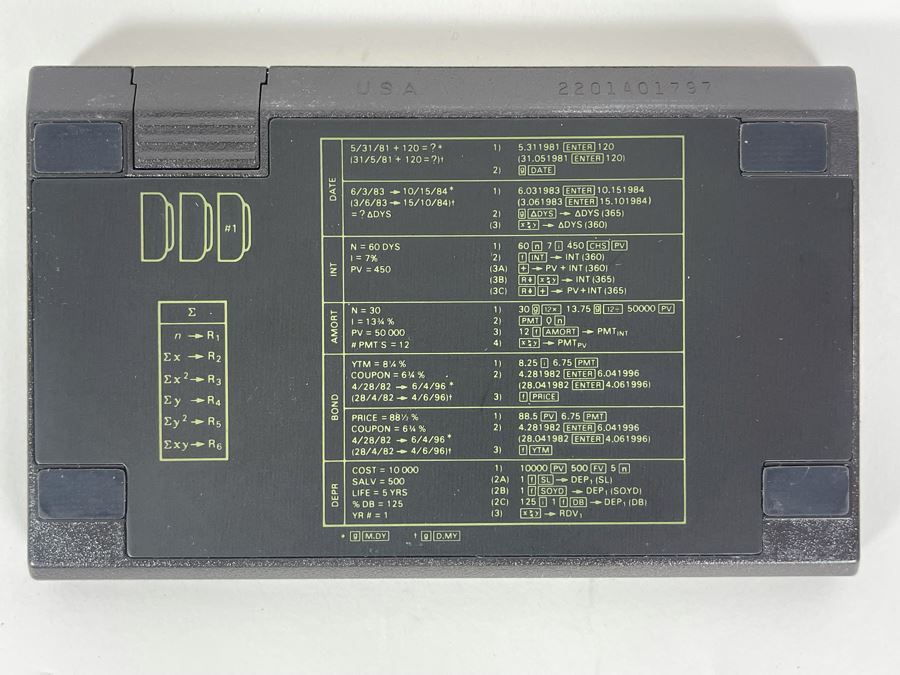 USA 2201401797
#1
Σ
n → R1
Σx → R2
Σx² → R3
Σy → R4
Σy² → R5
Σxy → R6
DATE
5/31/81 + 120 = ?* 1) 5.311981 ENTER 120
(31/5/81 + 120 = ?)† (31.051981 ENTER 120)
2) g DATE
6/3/83 → 10/15/84* 1) 6.031983 ENTER 10.151984
(3/6/83 → 15/10/84)† (3.061983 ENTER 15.101984)
= ? ΔDYS 2) g ΔDYS → ΔDYS (365)
(3) x≷y → ΔDYS (360)
INT
N = 60 DYS 1) 60 n 7 i 450 CHS PV
I = 7% 2) f INT → INT (360)
PV = 450 (3A) + → PV + INT (360)
(3B) R↓ x≷y → INT (365)
(3C) R↓ + → PV + INT (365)
AMORT
N = 30 1) 30 g 12× 13.75 g 12÷ 50000 PV
I = 13¾ % 2) PMT 0 n
PV = 50 000 3) 12 f AMORT → PMT INT
# PMT S = 12 4) x≷y → PMT PV
BOND
YTM = 8¼ % 1) 8.25 i 6.75 PMT
COUPON = 6¾ % 2) 4.281982 ENTER 6.041996
4/28/82 → 6/4/96 * (28.041982 ENTER 4.061996)
(28/4/82 → 4/6/96)† 3) f PRICE
PRICE = 88½ % 1) 88.5 PV 6.75 PMT
COUPON = 6¾ % 2) 4.281982 ENTER 6.041996
4/28/82 → 6/4/96 * (28.041982 ENTER 4.061996)
(28/4/82 → 4/6/96)† 3) f YTM
DEPR
COST = 10 000 1) 10000 PV 500 FV 5 n
SALV = 500 (2A) 1 f SL → DEP1 (SL)
LIFE = 5 YRS (2B) 1 f SOYD → DEP1 (SOYD)
% DB = 125 (2C) 125 i 1 f DB → DEP1 (DB)
YR # = 1 (3) x≷y → RDV1
* g M.DY † g D.MY